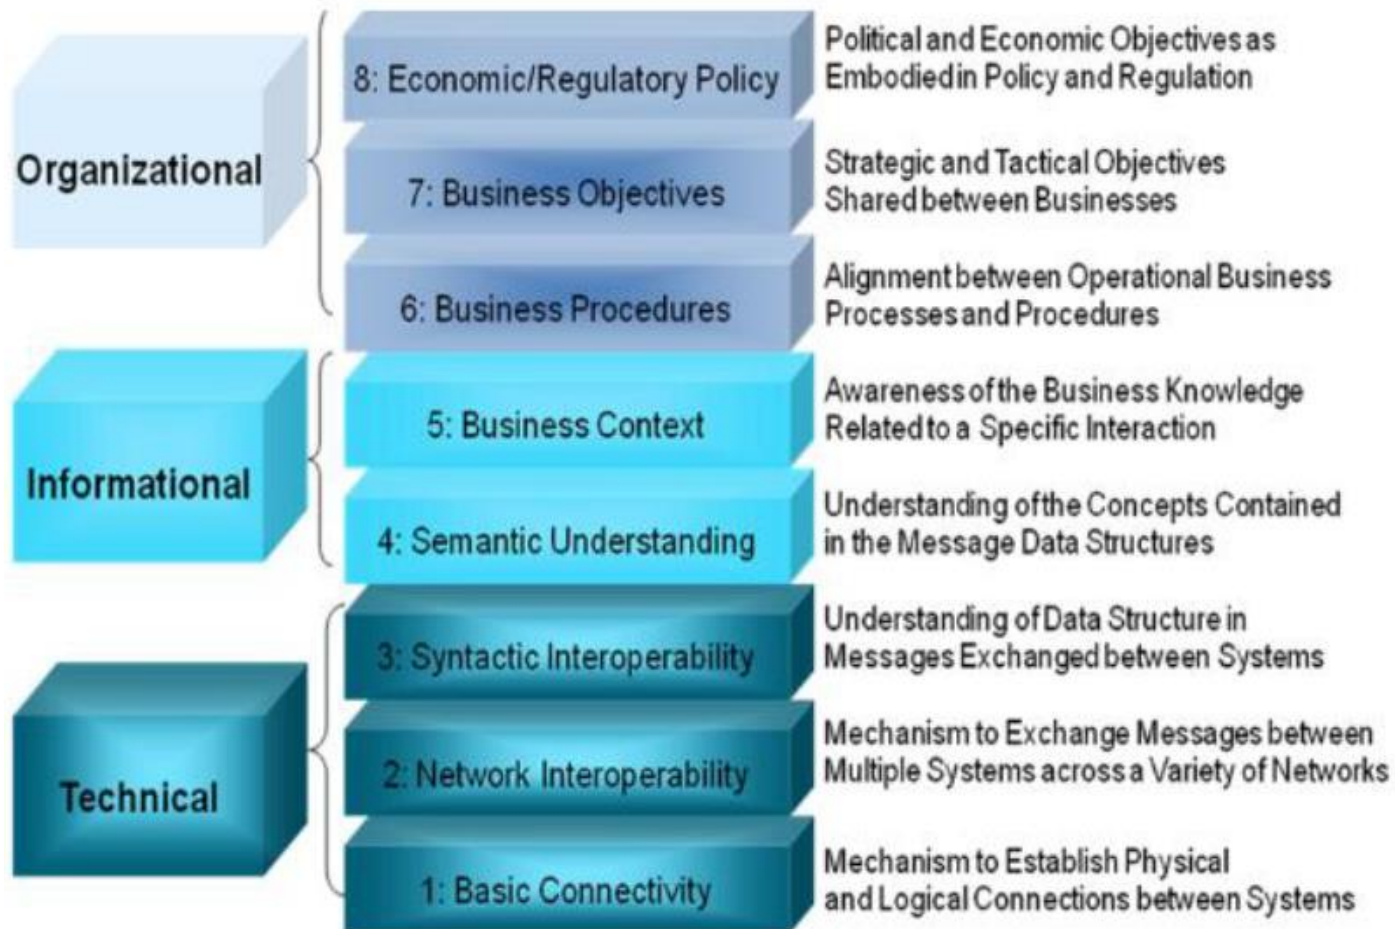 Organizational
8: Economic/Regulatory Policy
Political and Economic Objectives as
Embodied in Policy and Regulation
7: Business Objectives
Strategic and Tactical Objectives
Shared between Businesses
6: Business Procedures
Alignment between Operational Business
Processes and Procedures
Informational
5: Business Context
Awareness of the Business Knowledge
Related to a Specific Interaction
4: Semantic Understanding
Understanding of the Concepts Contained
in the Message Data Structures
Technical
3: Syntactic Interoperability
Understanding of Data Structure in
Messages Exchanged between Systems
2: Network Interoperability
Mechanism to Exchange Messages between
Multiple Systems across a Variety of Networks
1: Basic Connectivity
Mechanism to Establish Physical
and Logical Connections between Systems